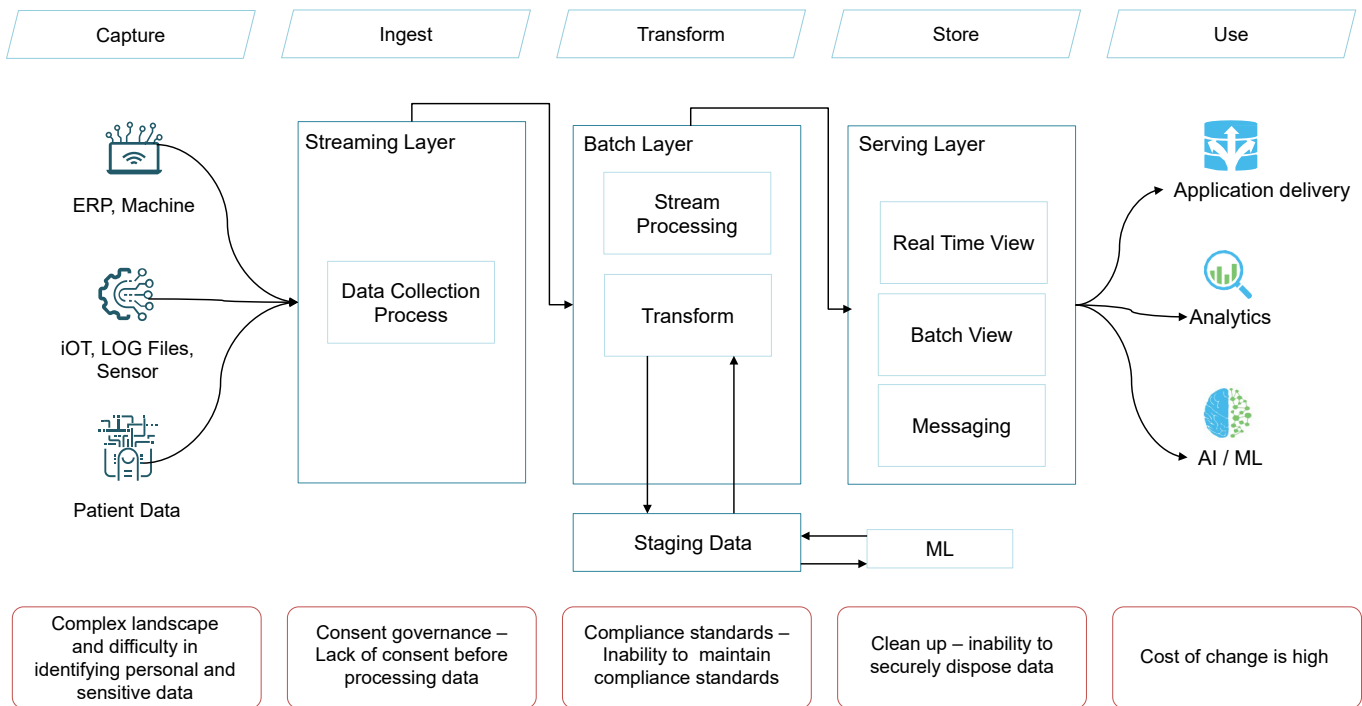 Capture
Ingest
Transform
Store
Use
ERP, Machine
iOT, LOG Files,
Sensor
Patient Data
Streaming Layer
Data Collection
Process
Batch Layer
Stream
Processing
Transform
Staging Data
ML
Serving Layer
Real Time View
Batch View
Messaging
Application delivery
Analytics
AI / ML
Complex landscape
and difficulty in
identifying personal and
sensitive data
Consent governance –
Lack of consent before
processing data
Compliance standards –
Inability to maintain
compliance standards
Clean up – inability to
securely dispose data
Cost of change is high